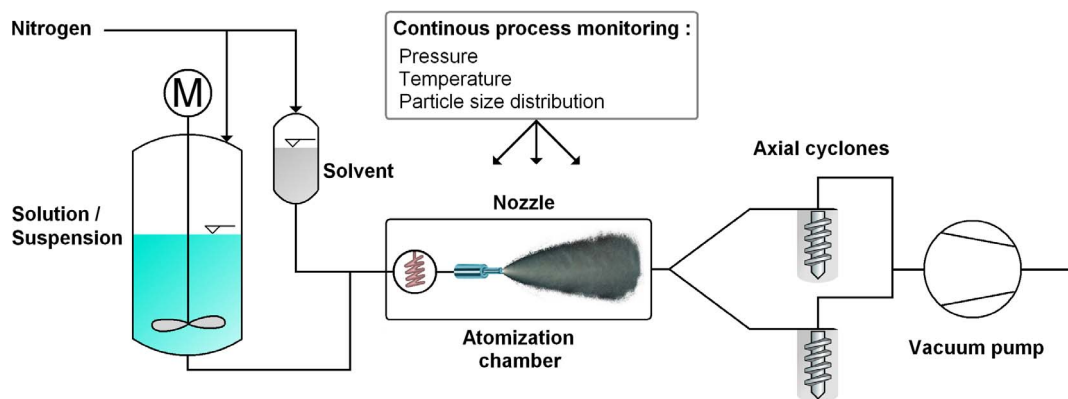 Nitrogen
Continous process monitoring :
Pressure
Temperature
Particle size distribution
M
Solvent
Axial cyclones
Solution /
Suspension
Nozzle
Atomization
chamber
Vacuum pump